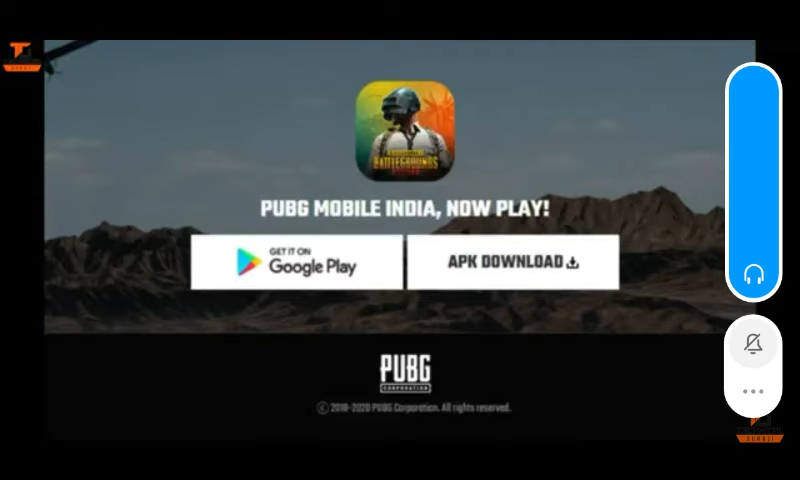 BATTLEGROUNDS
PUBG MOBILE INDIA, NOW PLAY!
GET IT ON
Google Play
APK DOWNLOAD
PUBG
CORPORATION
© 2018-2020 PUBG Corporation. All rights reserved.